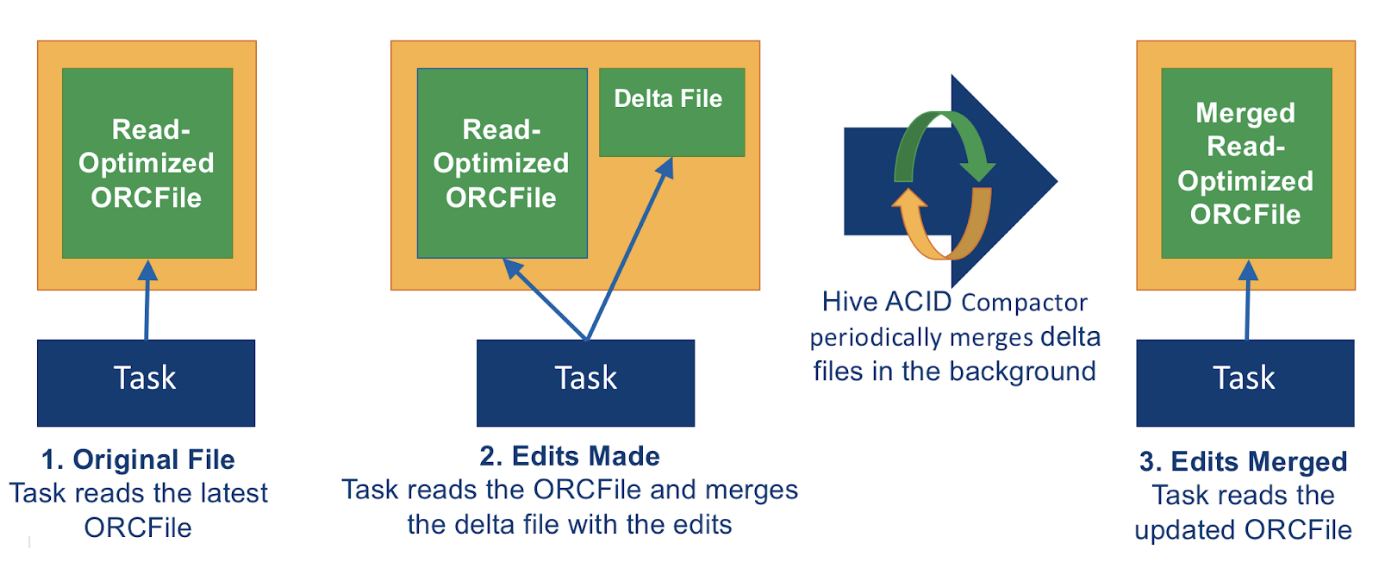 Read-
Optimized
ORCFile
Task
1. Original File
Task reads the latest
ORCFile
Read-
Optimized
ORCFile
Delta File
Task
2. Edits Made
Task reads the ORCFile and merges
the delta file with the edits
Hive ACID Compactor
periodically merges delta
files in the background
Merged
Read-
Optimized
ORCFile
Task
3. Edits Merged
Task reads the
updated ORCFile